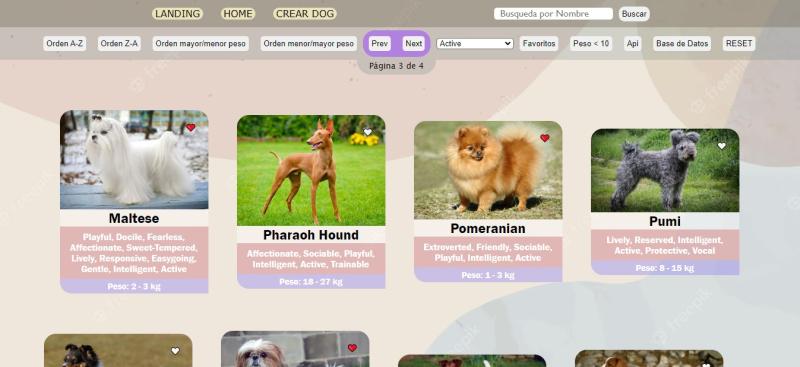 LANDING HOME CREAR DOG Busqueda por Nombre Buscar
Orden A-Z Orden Z-A Orden mayor/menor peso Orden menor/mayor peso Prev Next Active Favoritos Peso < 10 Api Base de Datos RESET
Página 3 de 4
Maltese
Playful, Docile, Fearless,
Affectionate, Sweet-Tempered,
Lively, Responsive, Easygoing,
Gentle, Intelligent, Active
Peso: 2 - 3 kg
Pharaoh Hound
Affectionate, Sociable, Playful,
Intelligent, Active, Trainable
Peso: 18 - 27 kg
Pomeranian
Extroverted, Friendly, Sociable,
Playful, Intelligent, Active
Peso: 1 - 3 kg
Pumi
Lively, Reserved, Intelligent,
Active, Protective, Vocal
Peso: 8 - 15 kg
freepik
freepik
freepik
freepik